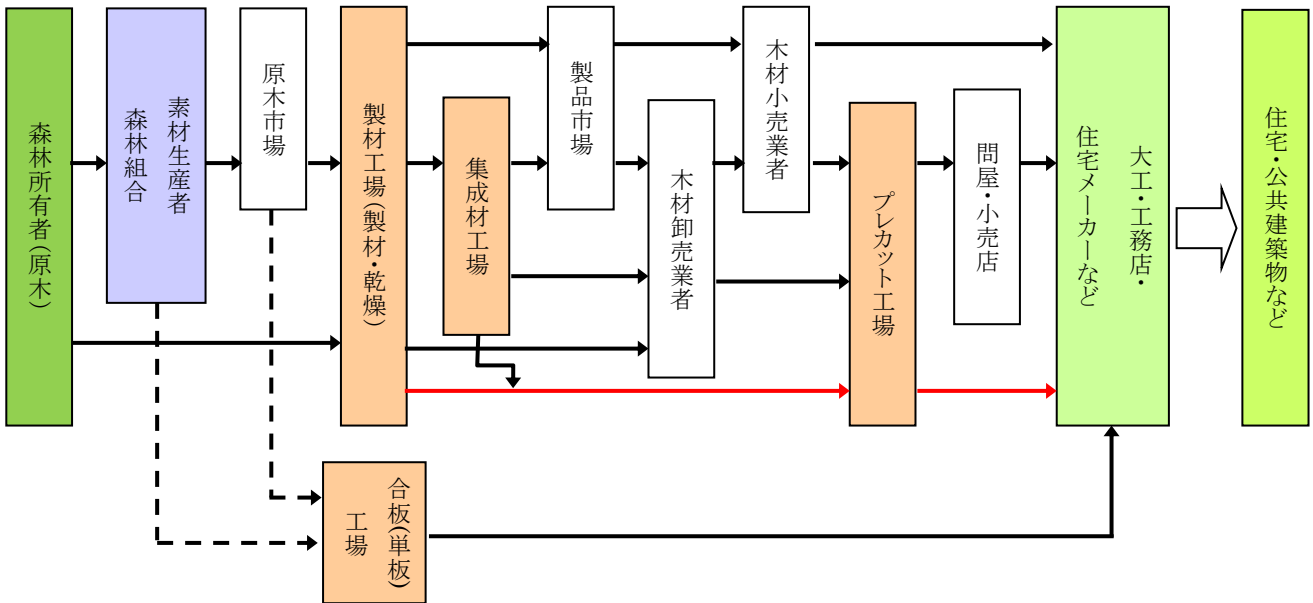 森林所有者(原木)
素材生産者
森林組合
原木市場
製材工場(製材・乾燥)
集成材工場
製品市場
木材卸売業者
木材小売業者
プレカット工場
問屋・小売店
大工・工務店・
住宅メーカーなど
住宅・公共建築物など
合板(単板)
工場